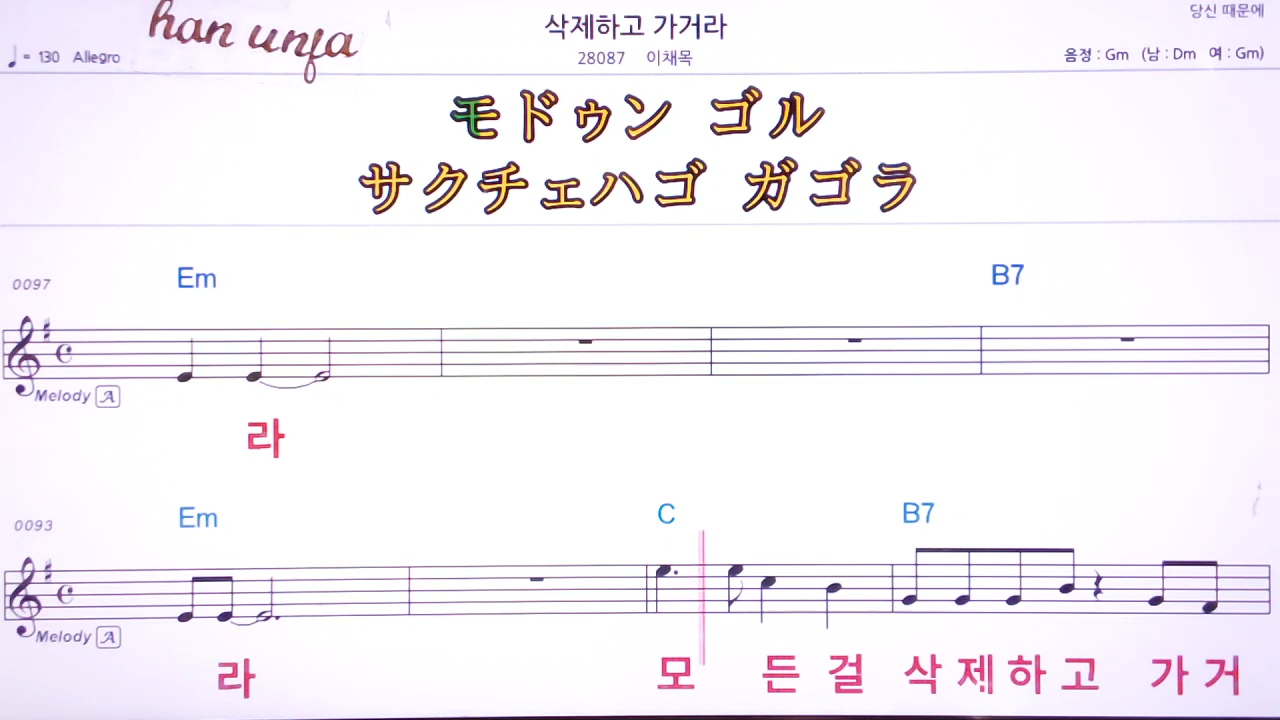 han unja
삭제하고 가거라
당신 때문에
♩= 130 Allegro
28087 이채목
음정 : Gm (남 : Dm 여 : Gm)
モドゥン ゴル
サクチェハゴ ガゴラ
0097
Em B7
Melody A
라
0093
Em C B7
Melody A
라 모 든 걸 삭 제 하 고 가 거